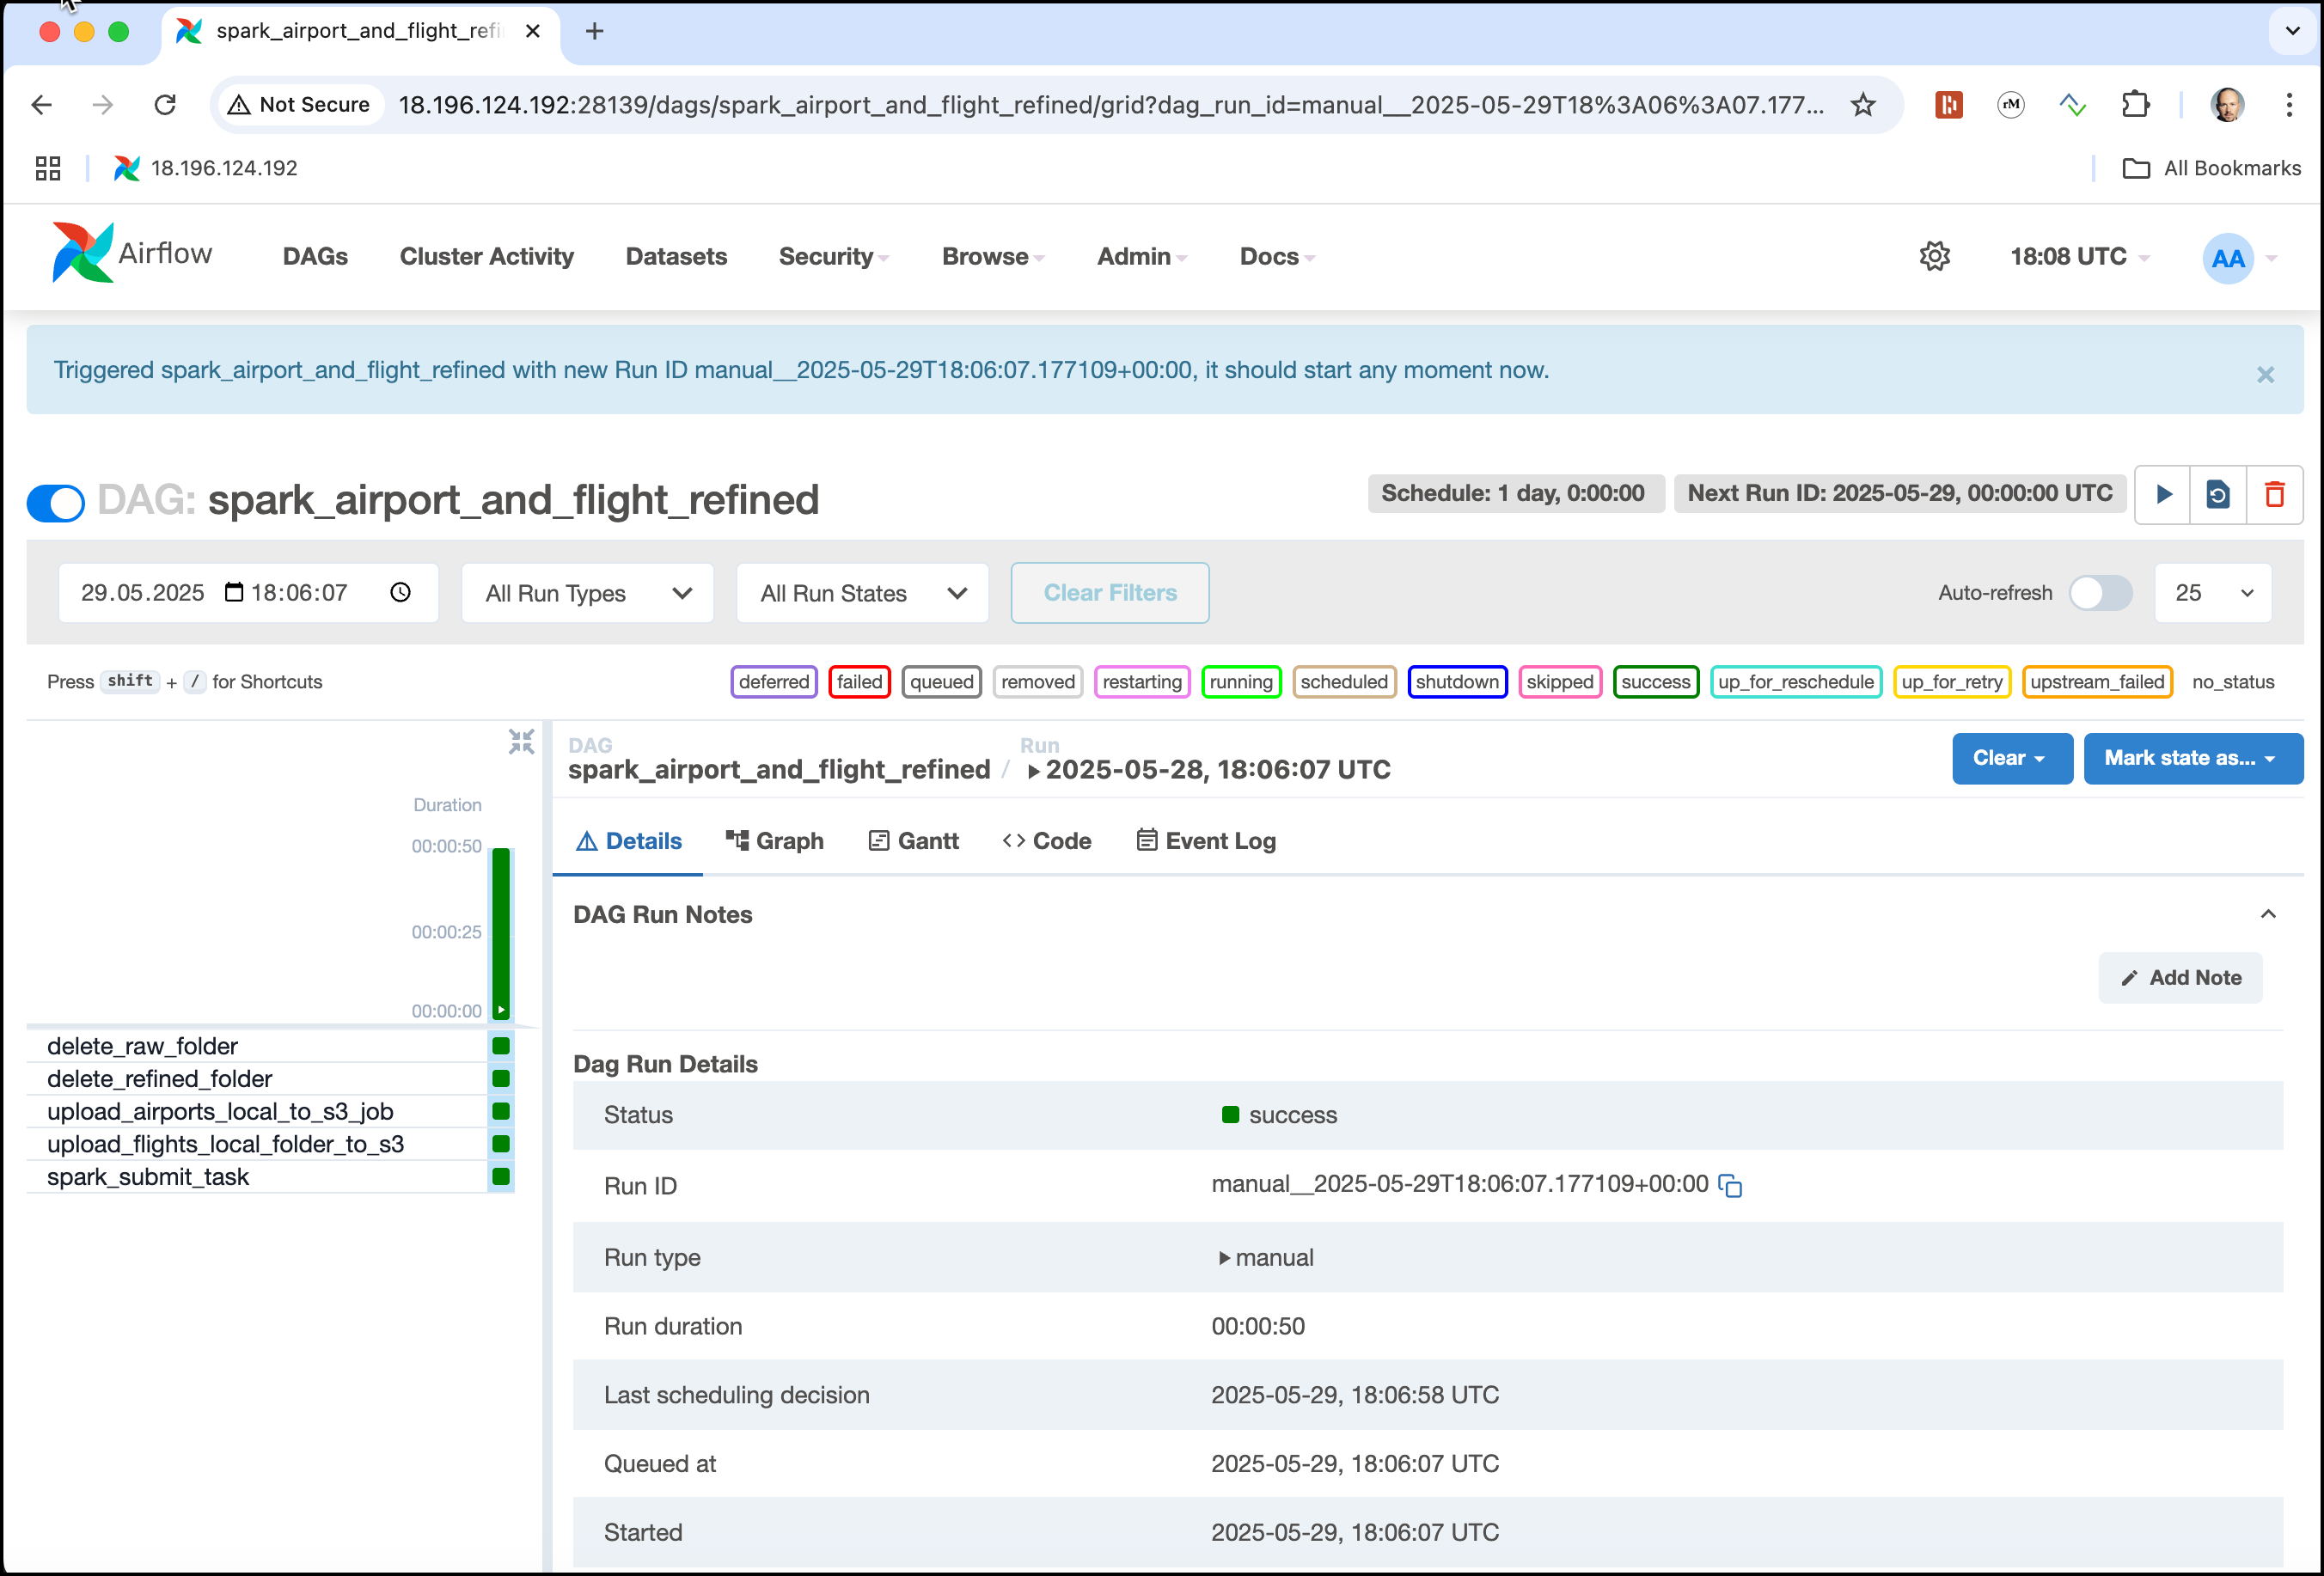 spark_airport_and_flight_refi
Not Secure
18.196.124.192:28139/dags/spark_airport_and_flight_refined/grid?dag_run_id=manual__2025-05-29T18%3A06%3A07.177...
rM
18.196.124.192
All Bookmarks
Airflow
DAGs
Cluster Activity
Datasets
Security
Browse
Admin
Docs
18:08 UTC
AA
Triggered spark_airport_and_flight_refined with new Run ID manual__2025-05-29T18:06:07.177109+00:00, it should start any moment now.
DAG: spark_airport_and_flight_refined
Schedule: 1 day, 0:00:00
Next Run ID: 2025-05-29, 00:00:00 UTC
29.05.2025 18:06:07
All Run Types
All Run States
Clear Filters
Auto-refresh
25
Press shift + / for Shortcuts
deferred
failed
queued
removed
restarting
running
scheduled
shutdown
skipped
success
up_for_reschedule
up_for_retry
upstream_failed
no_status
Duration
00:00:50
00:00:25
00:00:00
delete_raw_folder
delete_refined_folder
upload_airports_local_to_s3_job
upload_flights_local_folder_to_s3
spark_submit_task
DAG
spark_airport_and_flight_refined /
Run
2025-05-28, 18:06:07 UTC
Clear
Mark state as...
Details
Graph
Gantt
Code
Event Log
DAG Run Notes
Add Note
Dag Run Details
Status success
Run ID manual__2025-05-29T18:06:07.177109+00:00
Run type manual
Run duration 00:00:50
Last scheduling decision 2025-05-29, 18:06:58 UTC
Queued at 2025-05-29, 18:06:07 UTC
Started 2025-05-29, 18:06:07 UTC